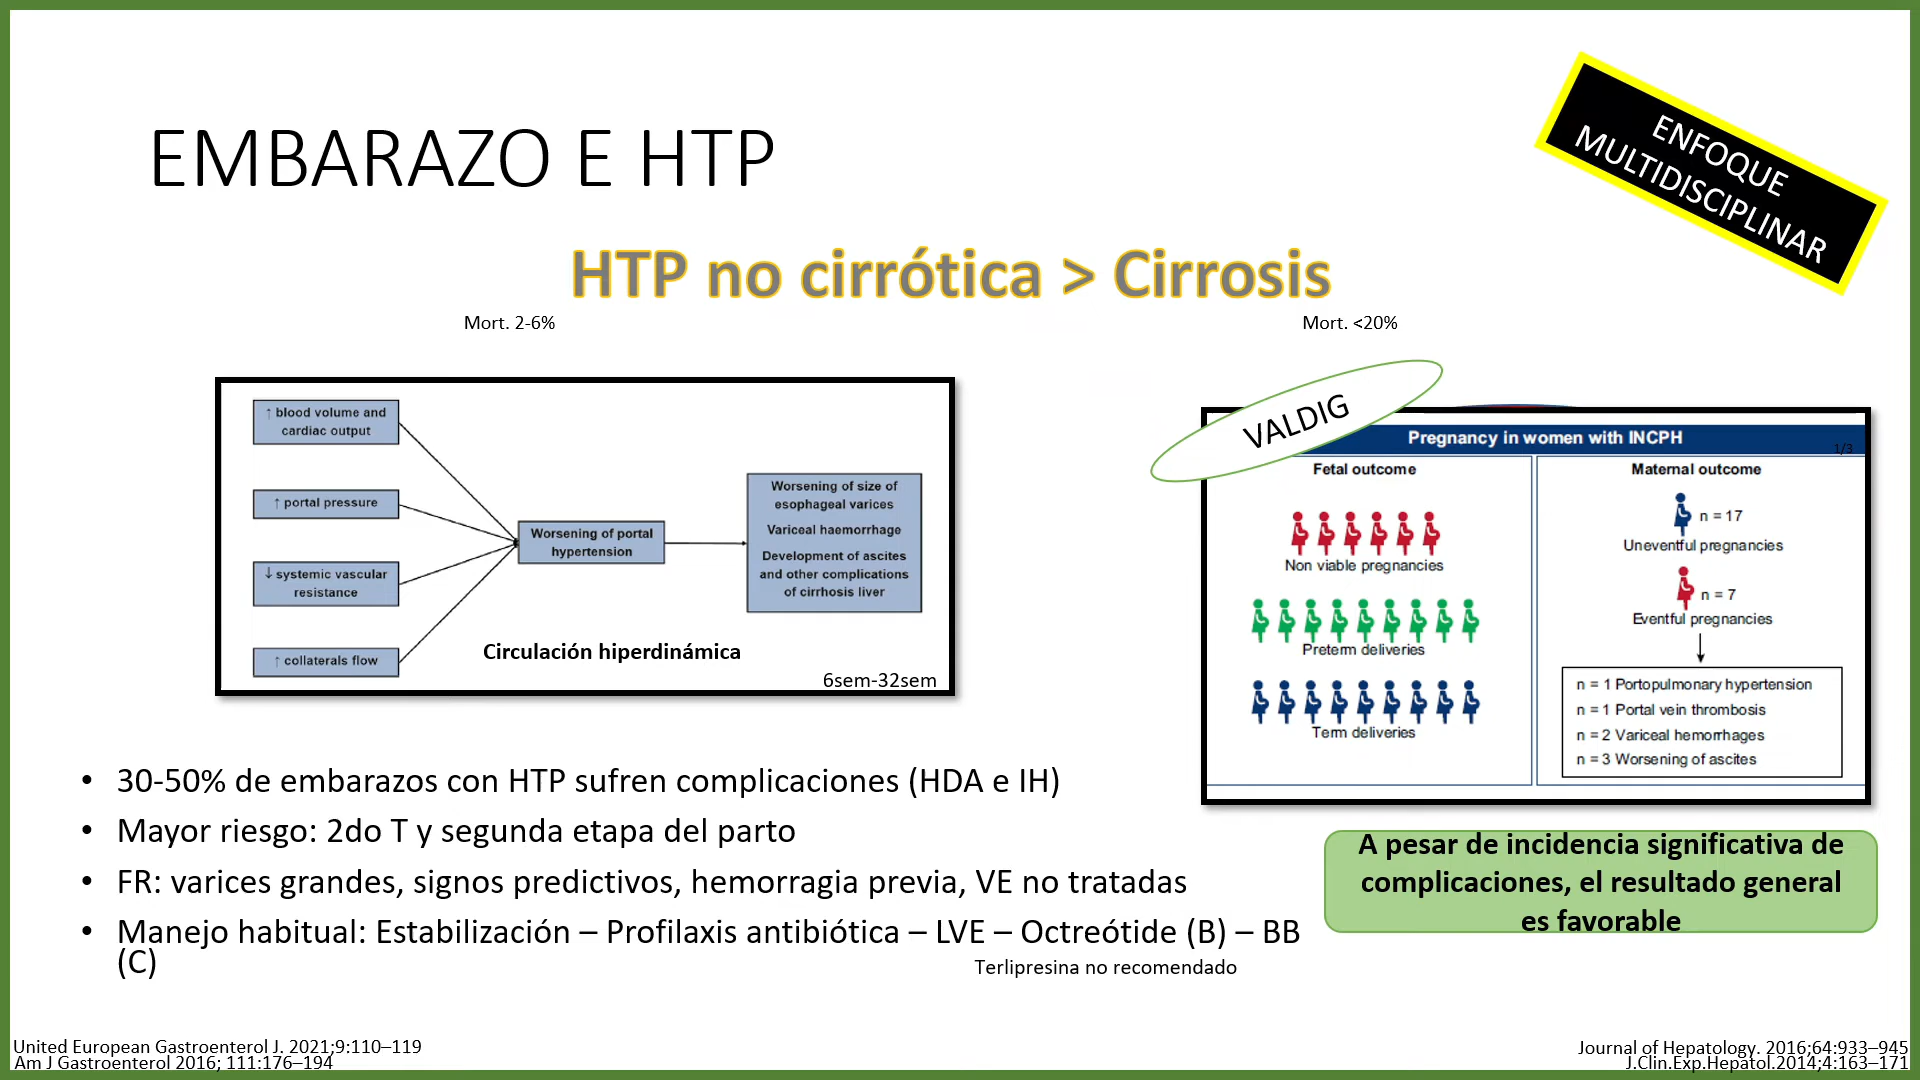 EMBARAZO E HTP
ENFOQUE
MULTIDISCIPLINAR
HTP no cirrótica > Cirrosis
Mort. 2-6%
Mort. <20%
↑ blood volume and
cardiac output
↑ portal pressure
↓ systemic vascular
resistance
↑ collaterals flow
Worsening of portal
hypertension
Worsening of size of
esophageal varices
Variceal haemorrhage
Development of ascites
and other complications
of cirrhosis liver
Circulación hiperdinámica
6sem-32sem
VALDIG
Pregnancy in women with INCPH
1/3
Fetal outcome
Non viable pregnancies
Preterm deliveries
Term deliveries
Maternal outcome
n = 17
Uneventful pregnancies
n = 7
Eventful pregnancies
n = 1 Portopulmonary hypertension
n = 1 Portal vein thrombosis
n = 2 Variceal hemorrhages
n = 3 Worsening of ascites
• 30-50% de embarazos con HTP sufren complicaciones (HDA e IH)
• Mayor riesgo: 2do T y segunda etapa del parto
• FR: varices grandes, signos predictivos, hemorragia previa, VE no tratadas
• Manejo habitual: Estabilización – Profilaxis antibiótica – LVE – Octreótide (B) – BB
(C)
Terlipresina no recomendado
A pesar de incidencia significativa de
complicaciones, el resultado general
es favorable
United European Gastroenterol J. 2021;9:110–119
Am J Gastroenterol 2016; 111:176–194
Journal of Hepatology. 2016;64:933–945
J.Clin.Exp.Hepatol.2014;4:163–171